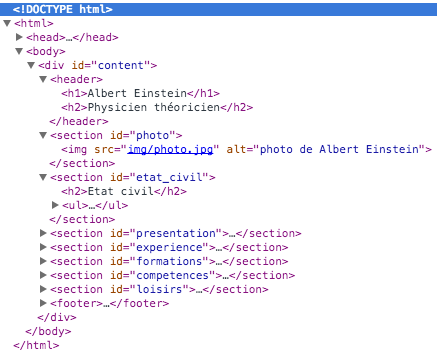 <!DOCTYPE html>
<html>
<head>…</head>
<body>
<div id="content">
<header>
<h1>Albert Einstein</h1>
<h2>Physicien théoricien</h2>
</header>
<section id="photo">
<img src="img/photo.jpg" alt="photo de Albert Einstein">
</section>
<section id="etat_civil">
<h2>Etat civil</h2>
<ul>…</ul>
</section>
<section id="presentation">…</section>
<section id="experience">…</section>
<section id="formations">…</section>
<section id="competences">…</section>
<section id="loisirs">…</section>
<footer>…</footer>
</div>
</body>
</html>